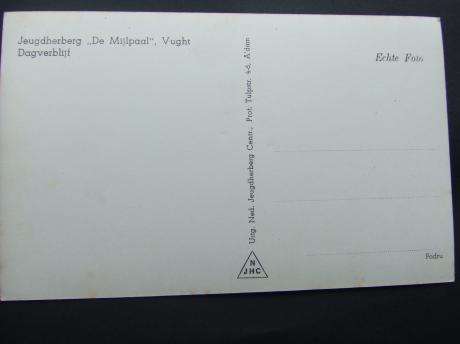 Jeugdherberg „De Mijlpaal", Vught
Dagverblijf
Uitg. Ned. Jeugdherberg Centr., Prof. Tulpstr. 4-6, A'dam
Echte Foto
N
JHC
Fodru